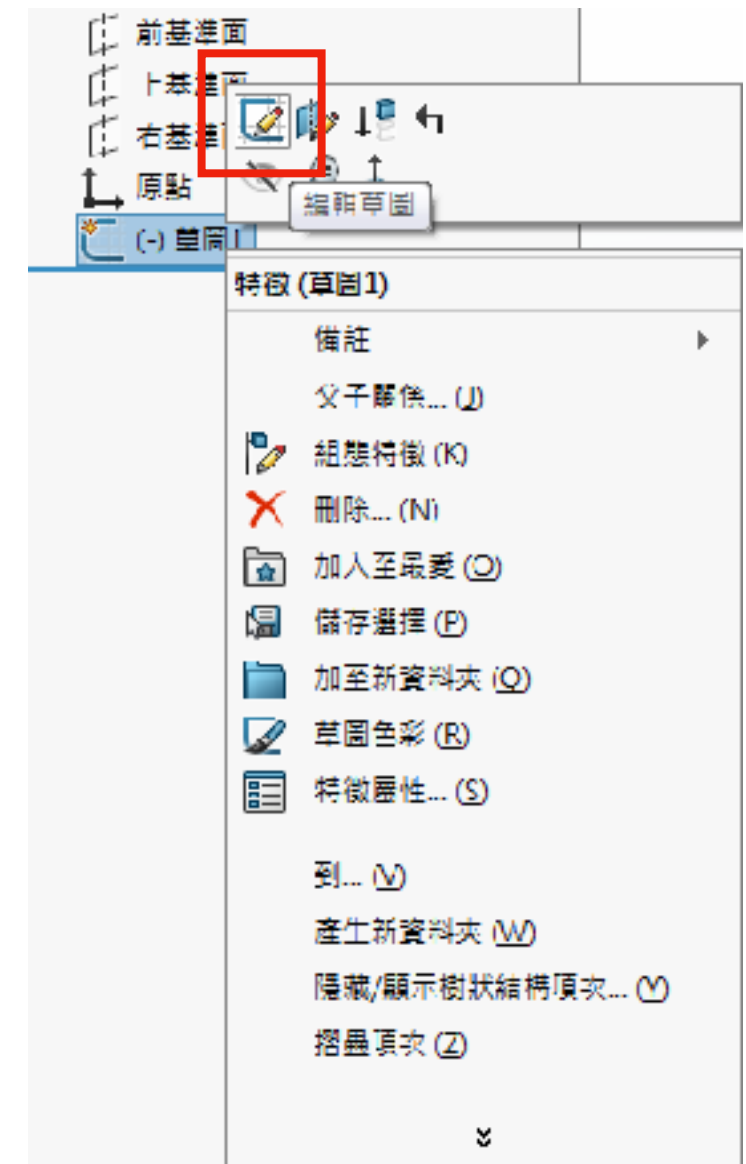 前基準面
上基準面
右基準
原點
(-) 草圖1
編輯草圖
特徵 (草圖1)
備註
父子關係... (J)
組態特徵 (K)
刪除... (N)
加入至最愛 (O)
儲存選擇 (P)
加至新資料夾 (Q)
草圖色彩 (R)
特徵屬性... (S)
到... (V)
產生新資料夾 (W)
隱藏/顯示樹狀結構項次... (Y)
摺疊項次 (Z)